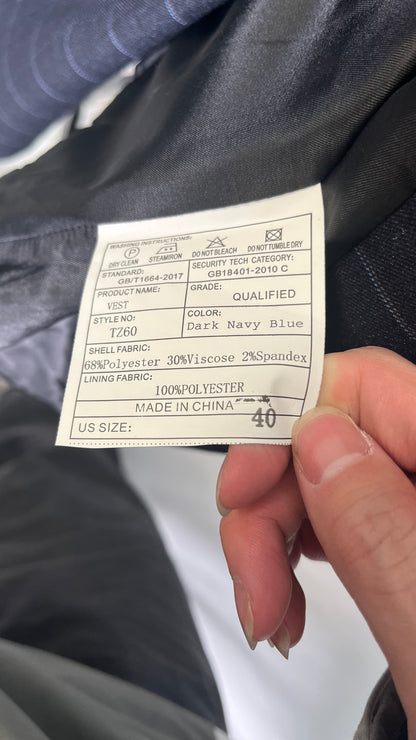 WASHING INSTRUCTIONS:
P
DRY CLEAN STEAMIRON DO NOT BLEACH DO NOT TUMBLE DRY
STANDARD: GB/T1664-2017
SECURITY TECH CATEGORY: GB18401-2010 C
PRODUCT NAME: VEST
GRADE: QUALIFIED
STYLE NO: TZ60
COLOR: Dark Navy Blue
SHELL FABRIC:
68%Polyester 30%Viscose 2%Spandex
LINING FABRIC:
100%POLYESTER
MADE IN CHINA
US SIZE: 40